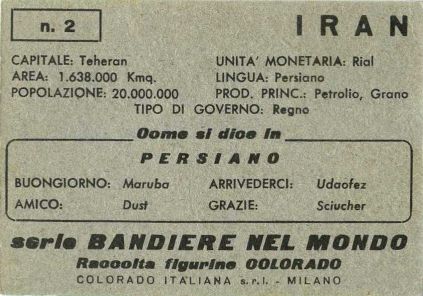 n. 2
IRAN
CAPITALE: Teheran
UNITA' MONETARIA: Rial
AREA: 1.638.000 Kmq.
LINGUA: Persiano
POPOLAZIONE: 20.000.000
PROD. PRINC.: Petrolio, Grano
TIPO DI GOVERNO: Regno
Come si dice in
PERSIANO
BUONGIORNO: Maruba
ARRIVEDERCI: Udaofez
AMICO: Dust
GRAZIE: Sciucher
serie BANDIERE NEL MONDO
Raccolta figurine COLORADO
COLORADO ITALIANA s.r.l. - MILANO